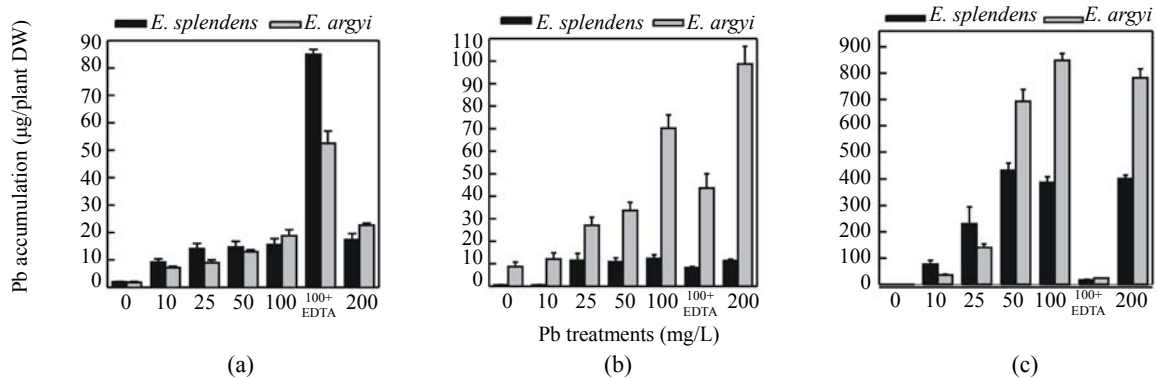 E. splendens E. argyi
Pb accumulation (μg/plant DW)
90
80
70
60
50
40
30
20
10
0
0 10 25 50 100 100+ EDTA 200
(a)
E. splendens E. argyi
110
100
90
80
70
60
50
40
30
20
10
0
0 10 25 50 100 100+ EDTA 200
Pb treatments (mg/L)
(b)
E. splendens E. argyi
900
800
700
600
500
400
300
200
100
0
0 10 25 50 100 100+ EDTA 200
(c)